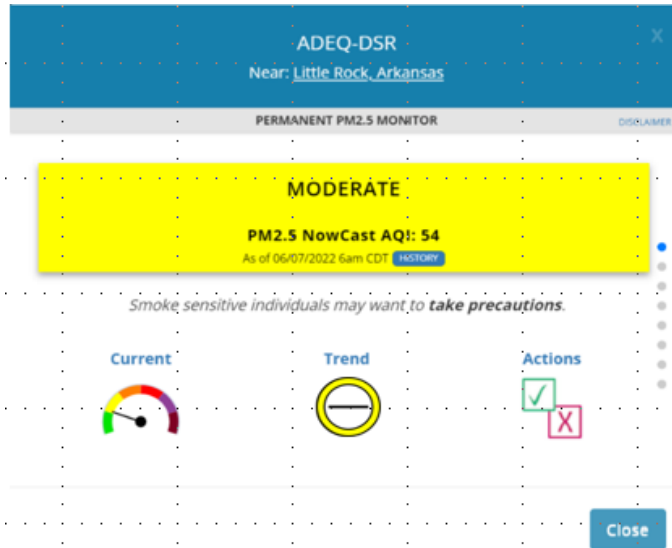 ADEQ-DSR
X
Near: Little Rock, Arkansas
PERMANENT PM2.5 MONITOR
DISCLAIMER
MODERATE
PM2.5 NowCast AQI: 54
As of 06/07/2022 6am CDT HISTORY
Smoke sensitive individuals may want to take precautions.
Current Trend Actions
X
Close